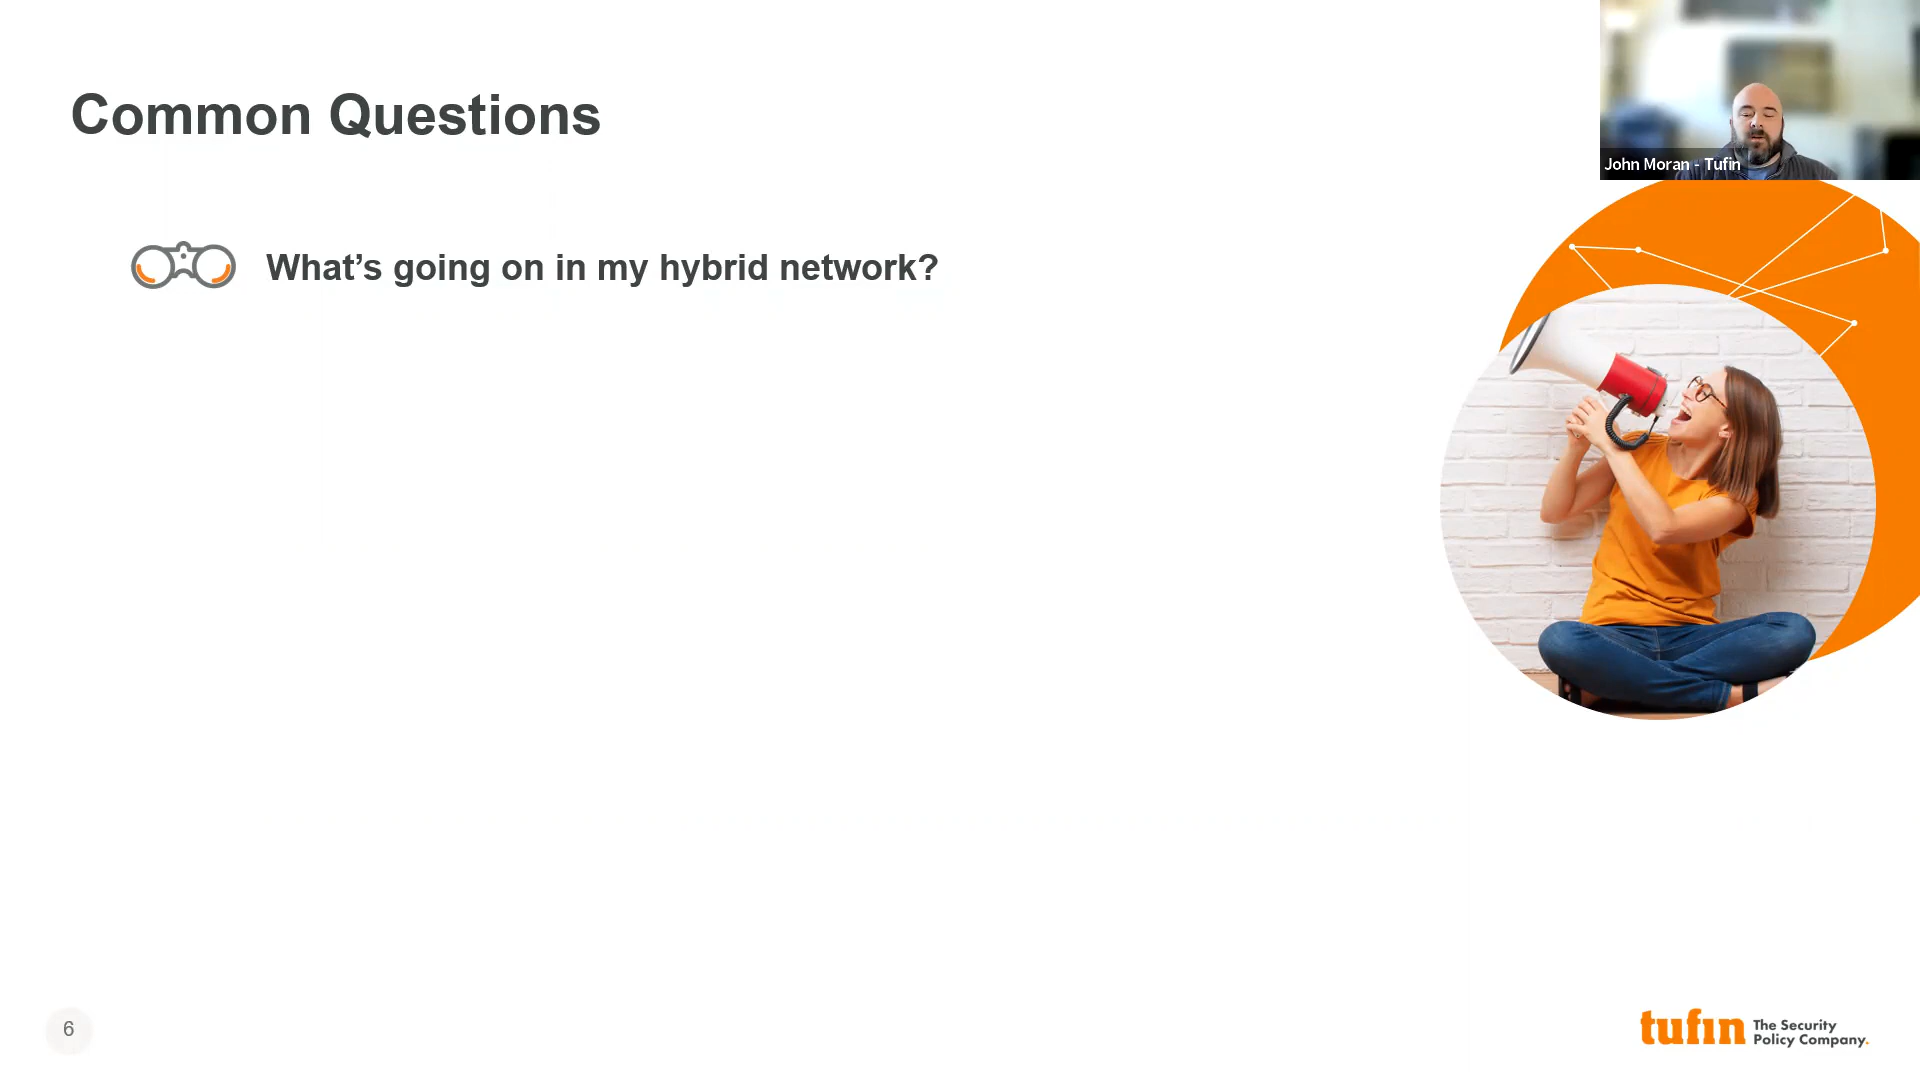 Common Questions
John Moran - Tufin
What’s going on in my hybrid network?
6
tufin
The Security
Policy Company.